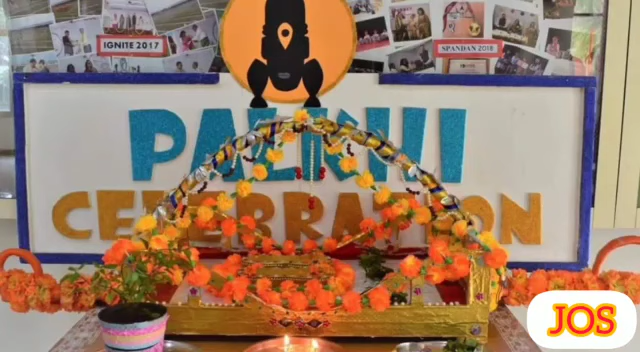 IGNITE 2017
SPANDAN 2018
PALKHI
CELEBRATION
JOS